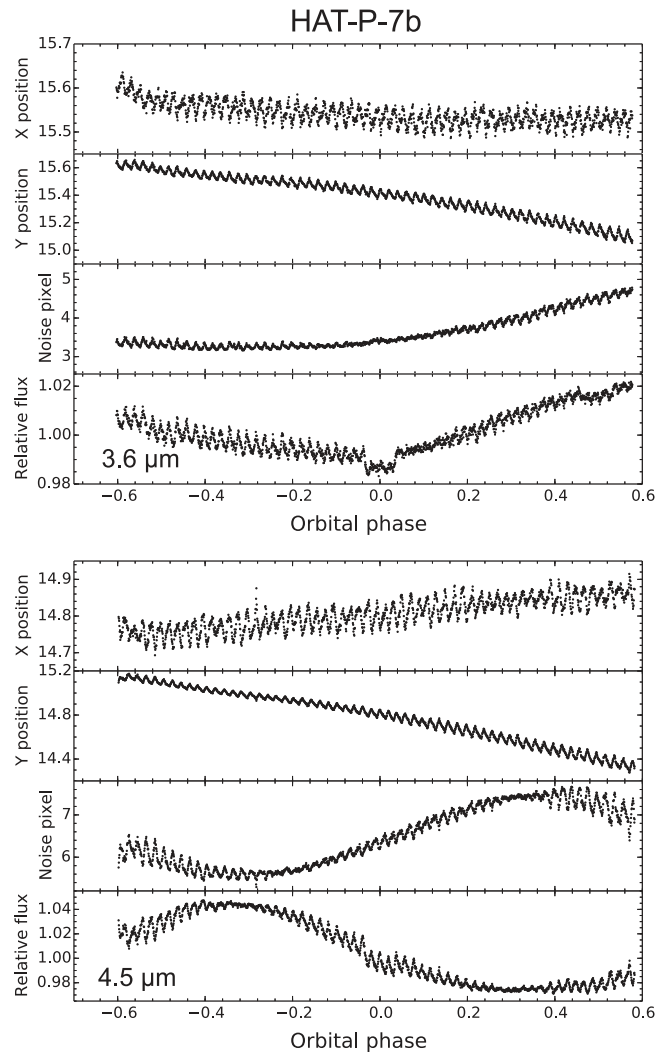 HAT-P-7b
15.7
15.5
X position
15.6
15.4
15.2
15.0
Y position
5
4
3
Noise pixel
1.02
1.00
0.98
Relative flux
3.6 μm
−0.6 −0.4 −0.2 0.0 0.2 0.4 0.6
Orbital phase
14.9
14.8
14.7
X position
15.2
14.8
14.4
Y position
7
6
Noise pixel
1.04
1.02
1.00
0.98
Relative flux
4.5 μm
−0.6 −0.4 −0.2 0.0 0.2 0.4 0.6
Orbital phase